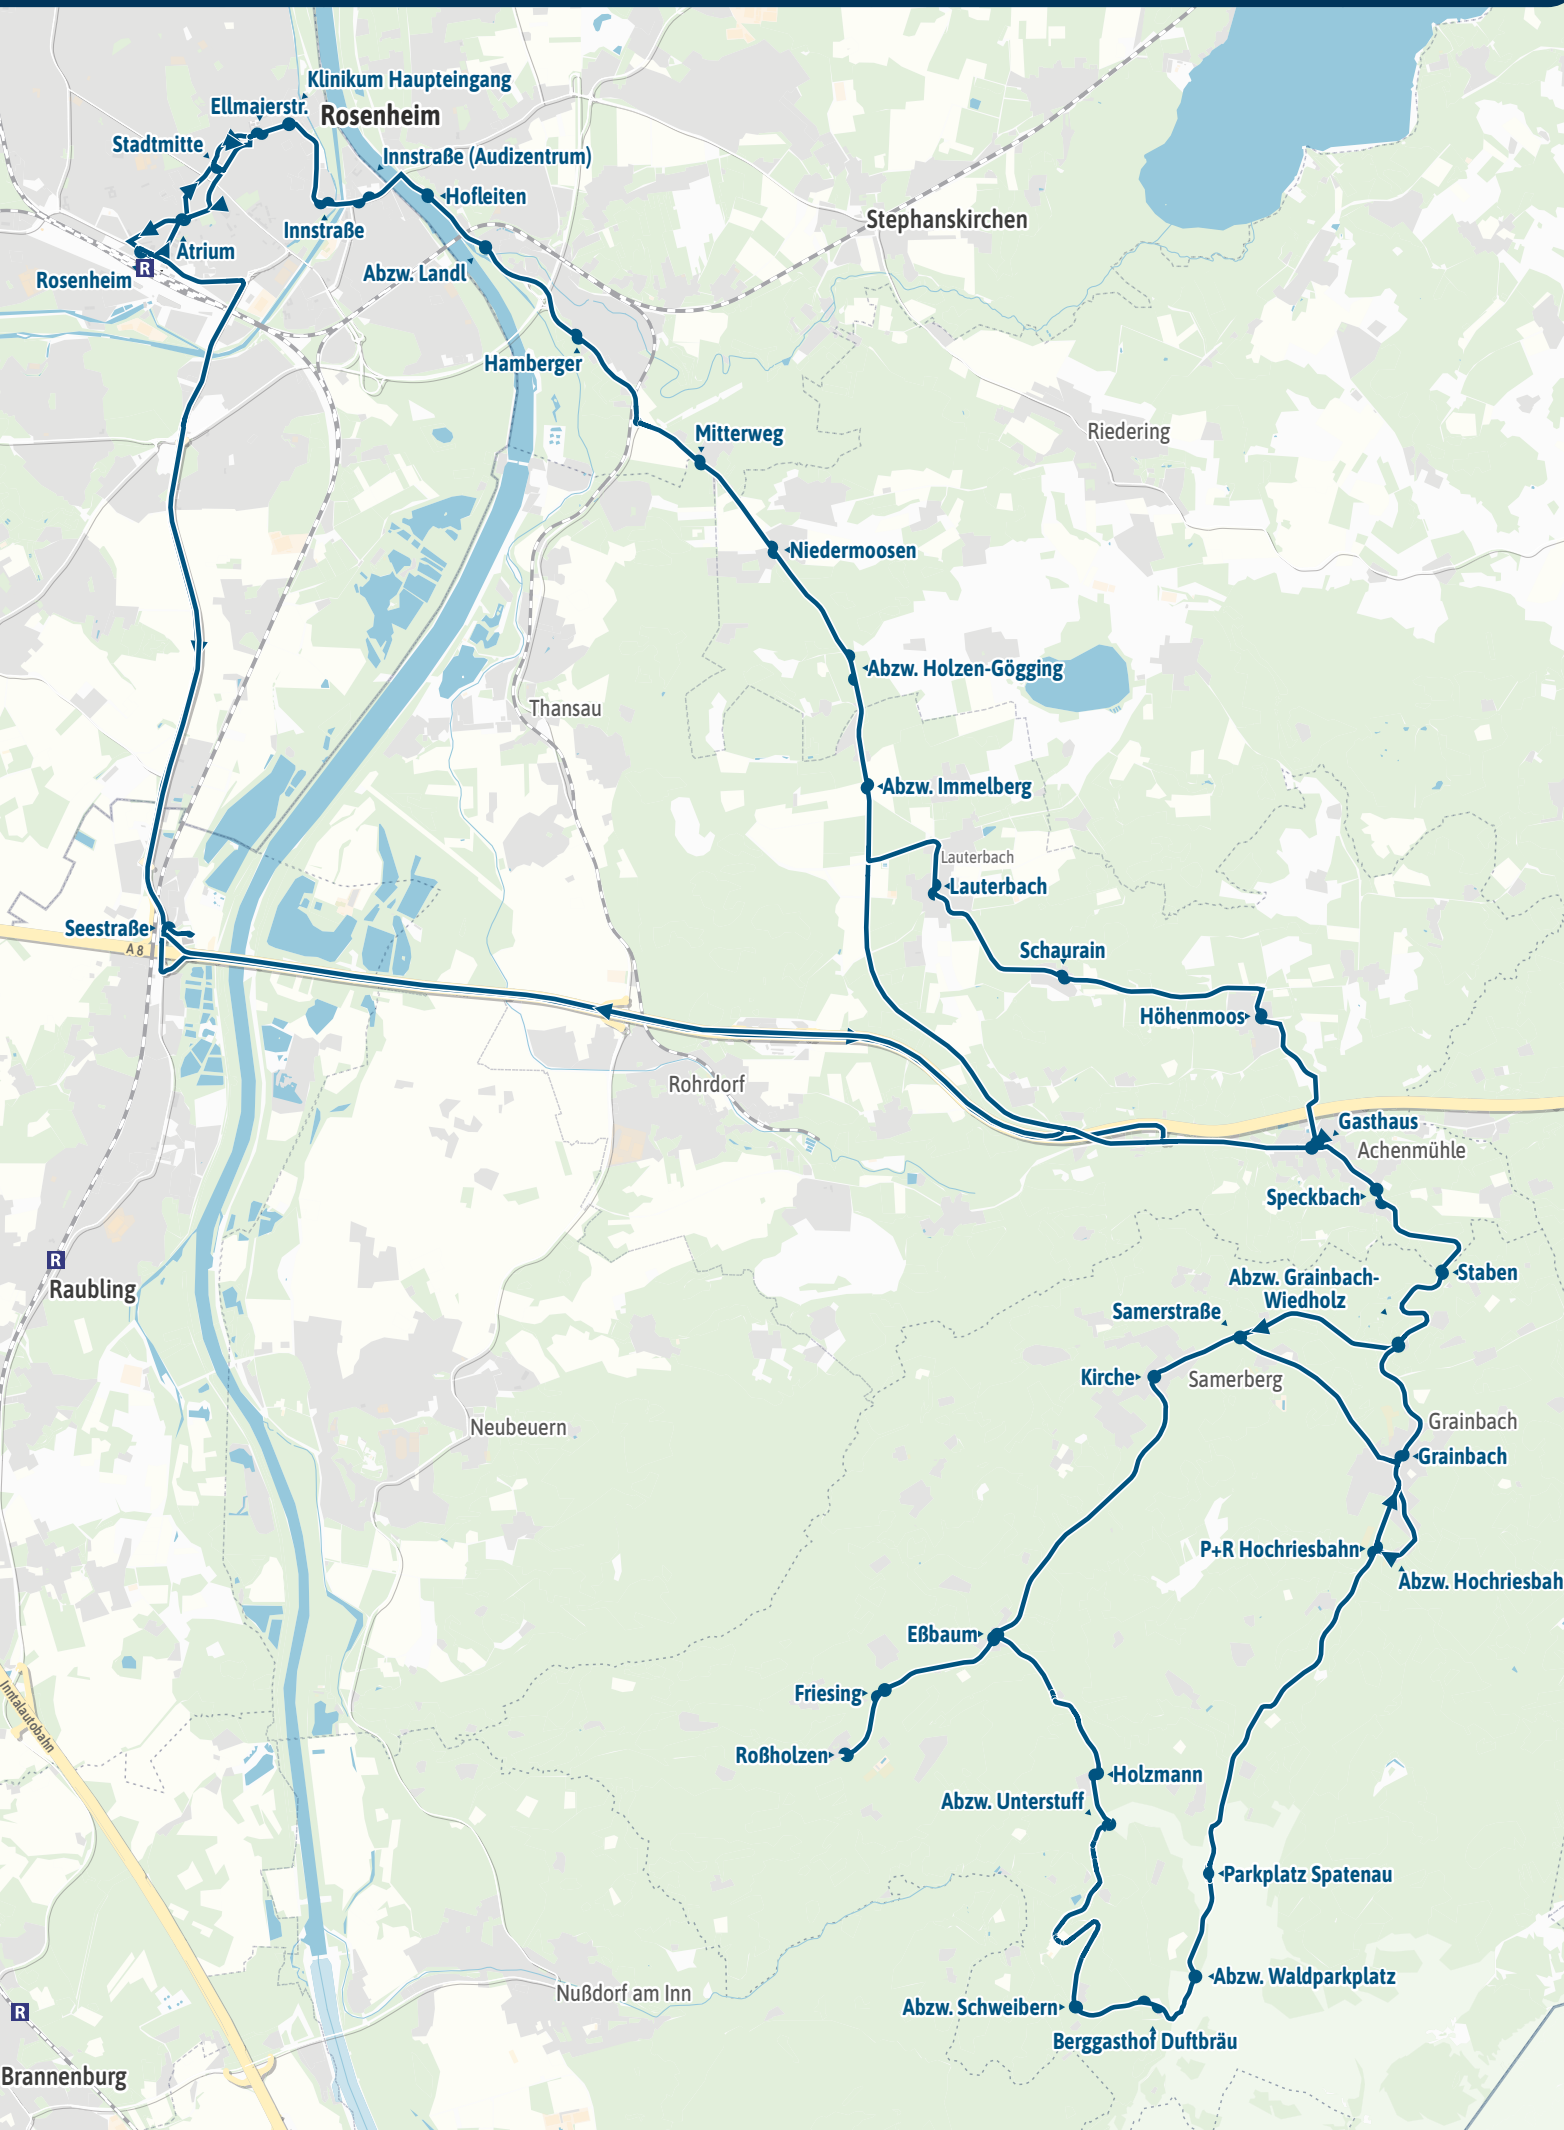 Klinikum Haupteingang
Ellmaierstr.
Rosenheim
Stadtmitte
Innstraße (Audizentrum)
Hofleiten
Stephanskirchen
Innstraße
Atrium
Abzw. Landl
Rosenheim
R
Hamberger
Mitterweg
Riedering
Niedermoosen
Abzw. Holzen-Gögging
Thansau
Abzw. Immelberg
Lauterbach
Lauterbach
Seestraße
A 8
Schaurain
Höhenmoos
Rohrdorf
Gasthaus
Achenmühle
Speckbach
R
Raubling
Staben
Abzw. Grainbach-
Wiedholz
Samerstraße
Kirche
Samerberg
Neubeuern
Grainbach
Grainbach
P+R Hochriesbahn
Abzw. Hochriesbah
Eßbaum
Friesing
Inntalautobahn
Roßholzen
Holzmann
Abzw. Unterstuff
Parkplatz Spatenau
Abzw. Waldparkplatz
Nußdorf am Inn
Abzw. Schweibern
R
Berggasthof Duftbräu
Brannenburg